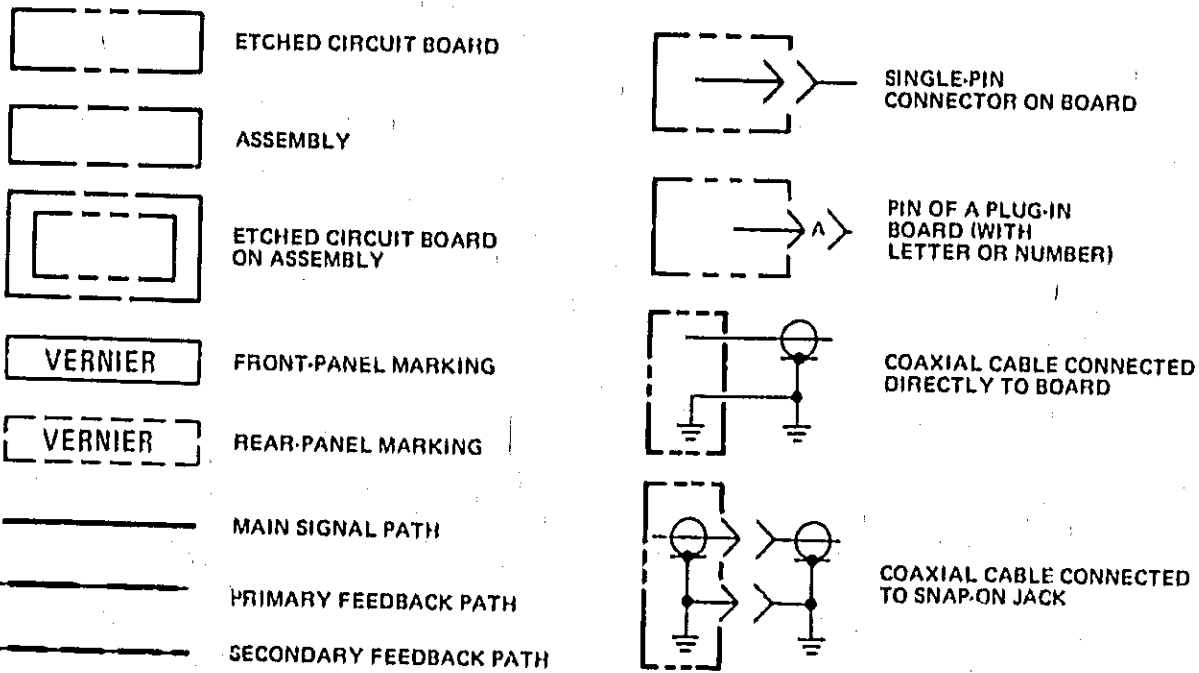 ETCHED CIRCUIT BOARD
ASSEMBLY
ETCHED CIRCUIT BOARD
ON ASSEMBLY
VERNIER
FRONT-PANEL MARKING
VERNIER
REAR-PANEL MARKING
MAIN SIGNAL PATH
PRIMARY FEEDBACK PATH
SECONDARY FEEDBACK PATH
SINGLE-PIN
CONNECTOR ON BOARD
A
PIN OF A PLUG-IN
BOARD (WITH
LETTER OR NUMBER)
COAXIAL CABLE CONNECTED
DIRECTLY TO BOARD
COAXIAL CABLE CONNECTED
TO SNAP-ON JACK